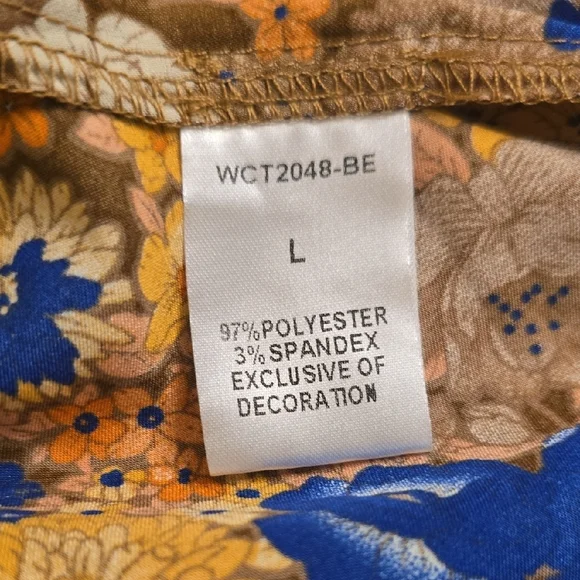 WCT2048-BE
L
97%POLYESTER
3%SPANDEX
EXCLUSIVE OF
DECORATION